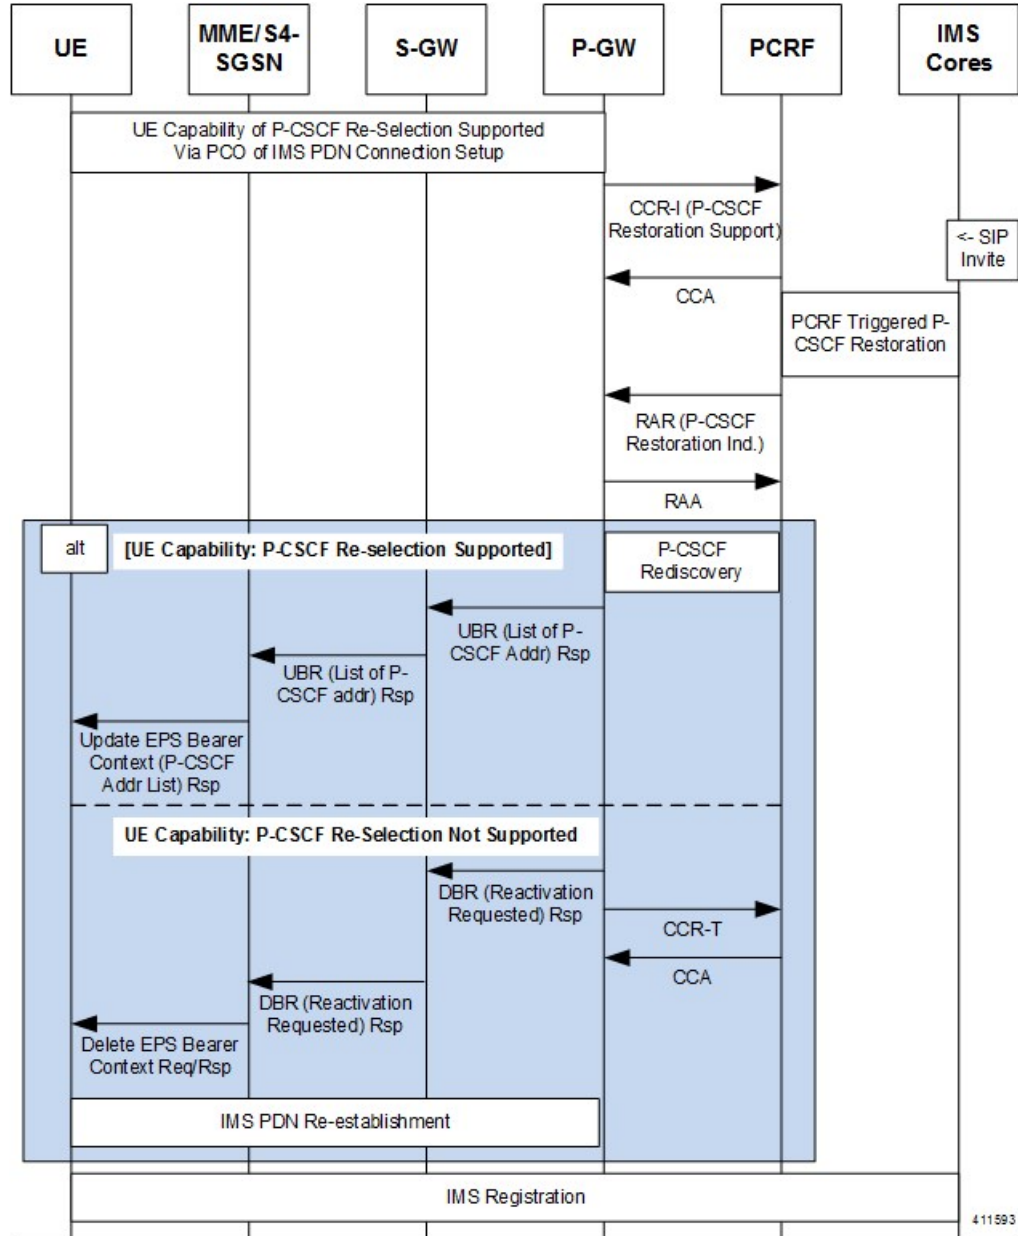 UE
MME/S4-
SGSN
S-GW
P-GW
PCRF
IMS
Cores
UE Capability of P-CSCF Re-Selection Supported
Via PCO of IMS PDN Connection Setup
CCR-I (P-CSCF
Restoration Support)
<- SIP
Invite
CCA
PCRF Triggered P-
CSCF Restoration
RAR (P-CSCF
Restoration Ind.)
RAA
alt
[UE Capability: P-CSCF Re-selection Supported]
P-CSCF
Rediscovery
UBR (List of P-
CSCF Addr) Rsp
UBR (List of P-
CSCF addr) Rsp
Update EPS Bearer
Context (P-CSCF
Addr List) Rsp
UE Capability: P-CSCF Re-Selection Not Supported
DBR (Reactivation
Requested) Rsp
CCR-T
CCA
DBR (Reactivation
Requested) Rsp
Delete EPS Bearer
Context Req/Rsp
IMS PDN Re-establishment
IMS Registration
411593